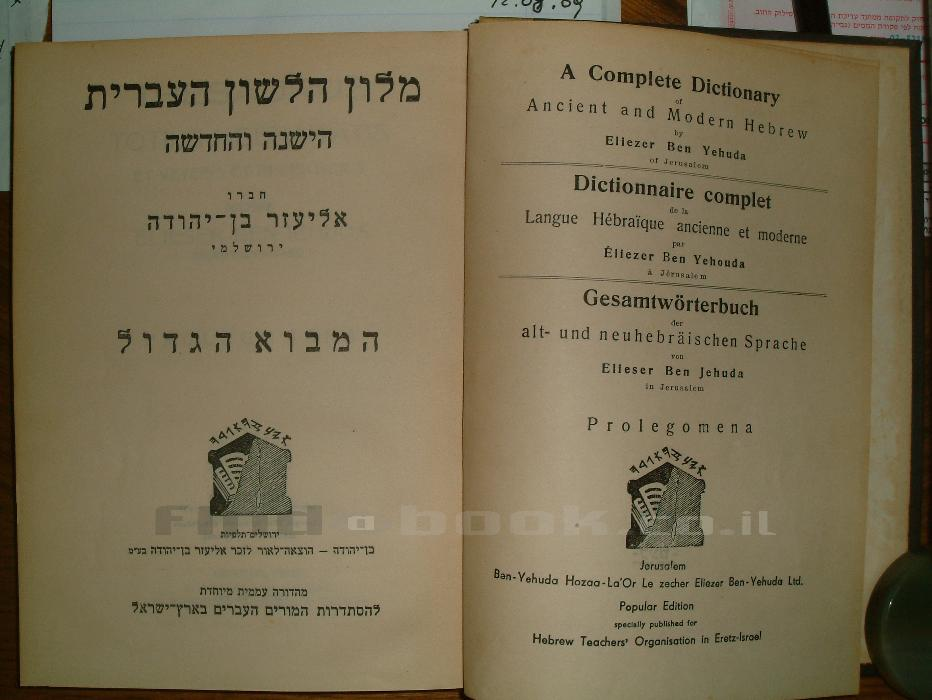 12.08.09
מלון הלשון העברית
הישנה והחדשה
חברו
אליעזר בן־יהודה
ירושלמי
המבוא הגדול
ירושלים־תלפיות
בן־יהודה — הוצאה־לאור לזכר אליעזר בן־יהודה בע״מ
מהדורה עממית מיוחדת
להסתדרות המורים העברים בארץ־ישראל
A Complete Dictionary
of
Ancient and Modern Hebrew
by
Eliezer Ben Yehuda
of Jerusalem
Dictionnaire complet
de la
Langue Hébraïque ancienne et moderne
par
Éliezer Ben Yehouda
à Jérusalem
Gesamtwörterbuch
der
alt- und neuhebräischen Sprache
von
Elieser Ben Jehuda
in Jerusalem
Prolegomena
Jerusalem
Ben-Yehuda Hozaa-La'Or Le zecher Eliezer Ben-Yehuda Ltd.
Popular Edition
specially published for
Hebrew Teachers' Organisation in Eretz-Israel
Find a book.co.il